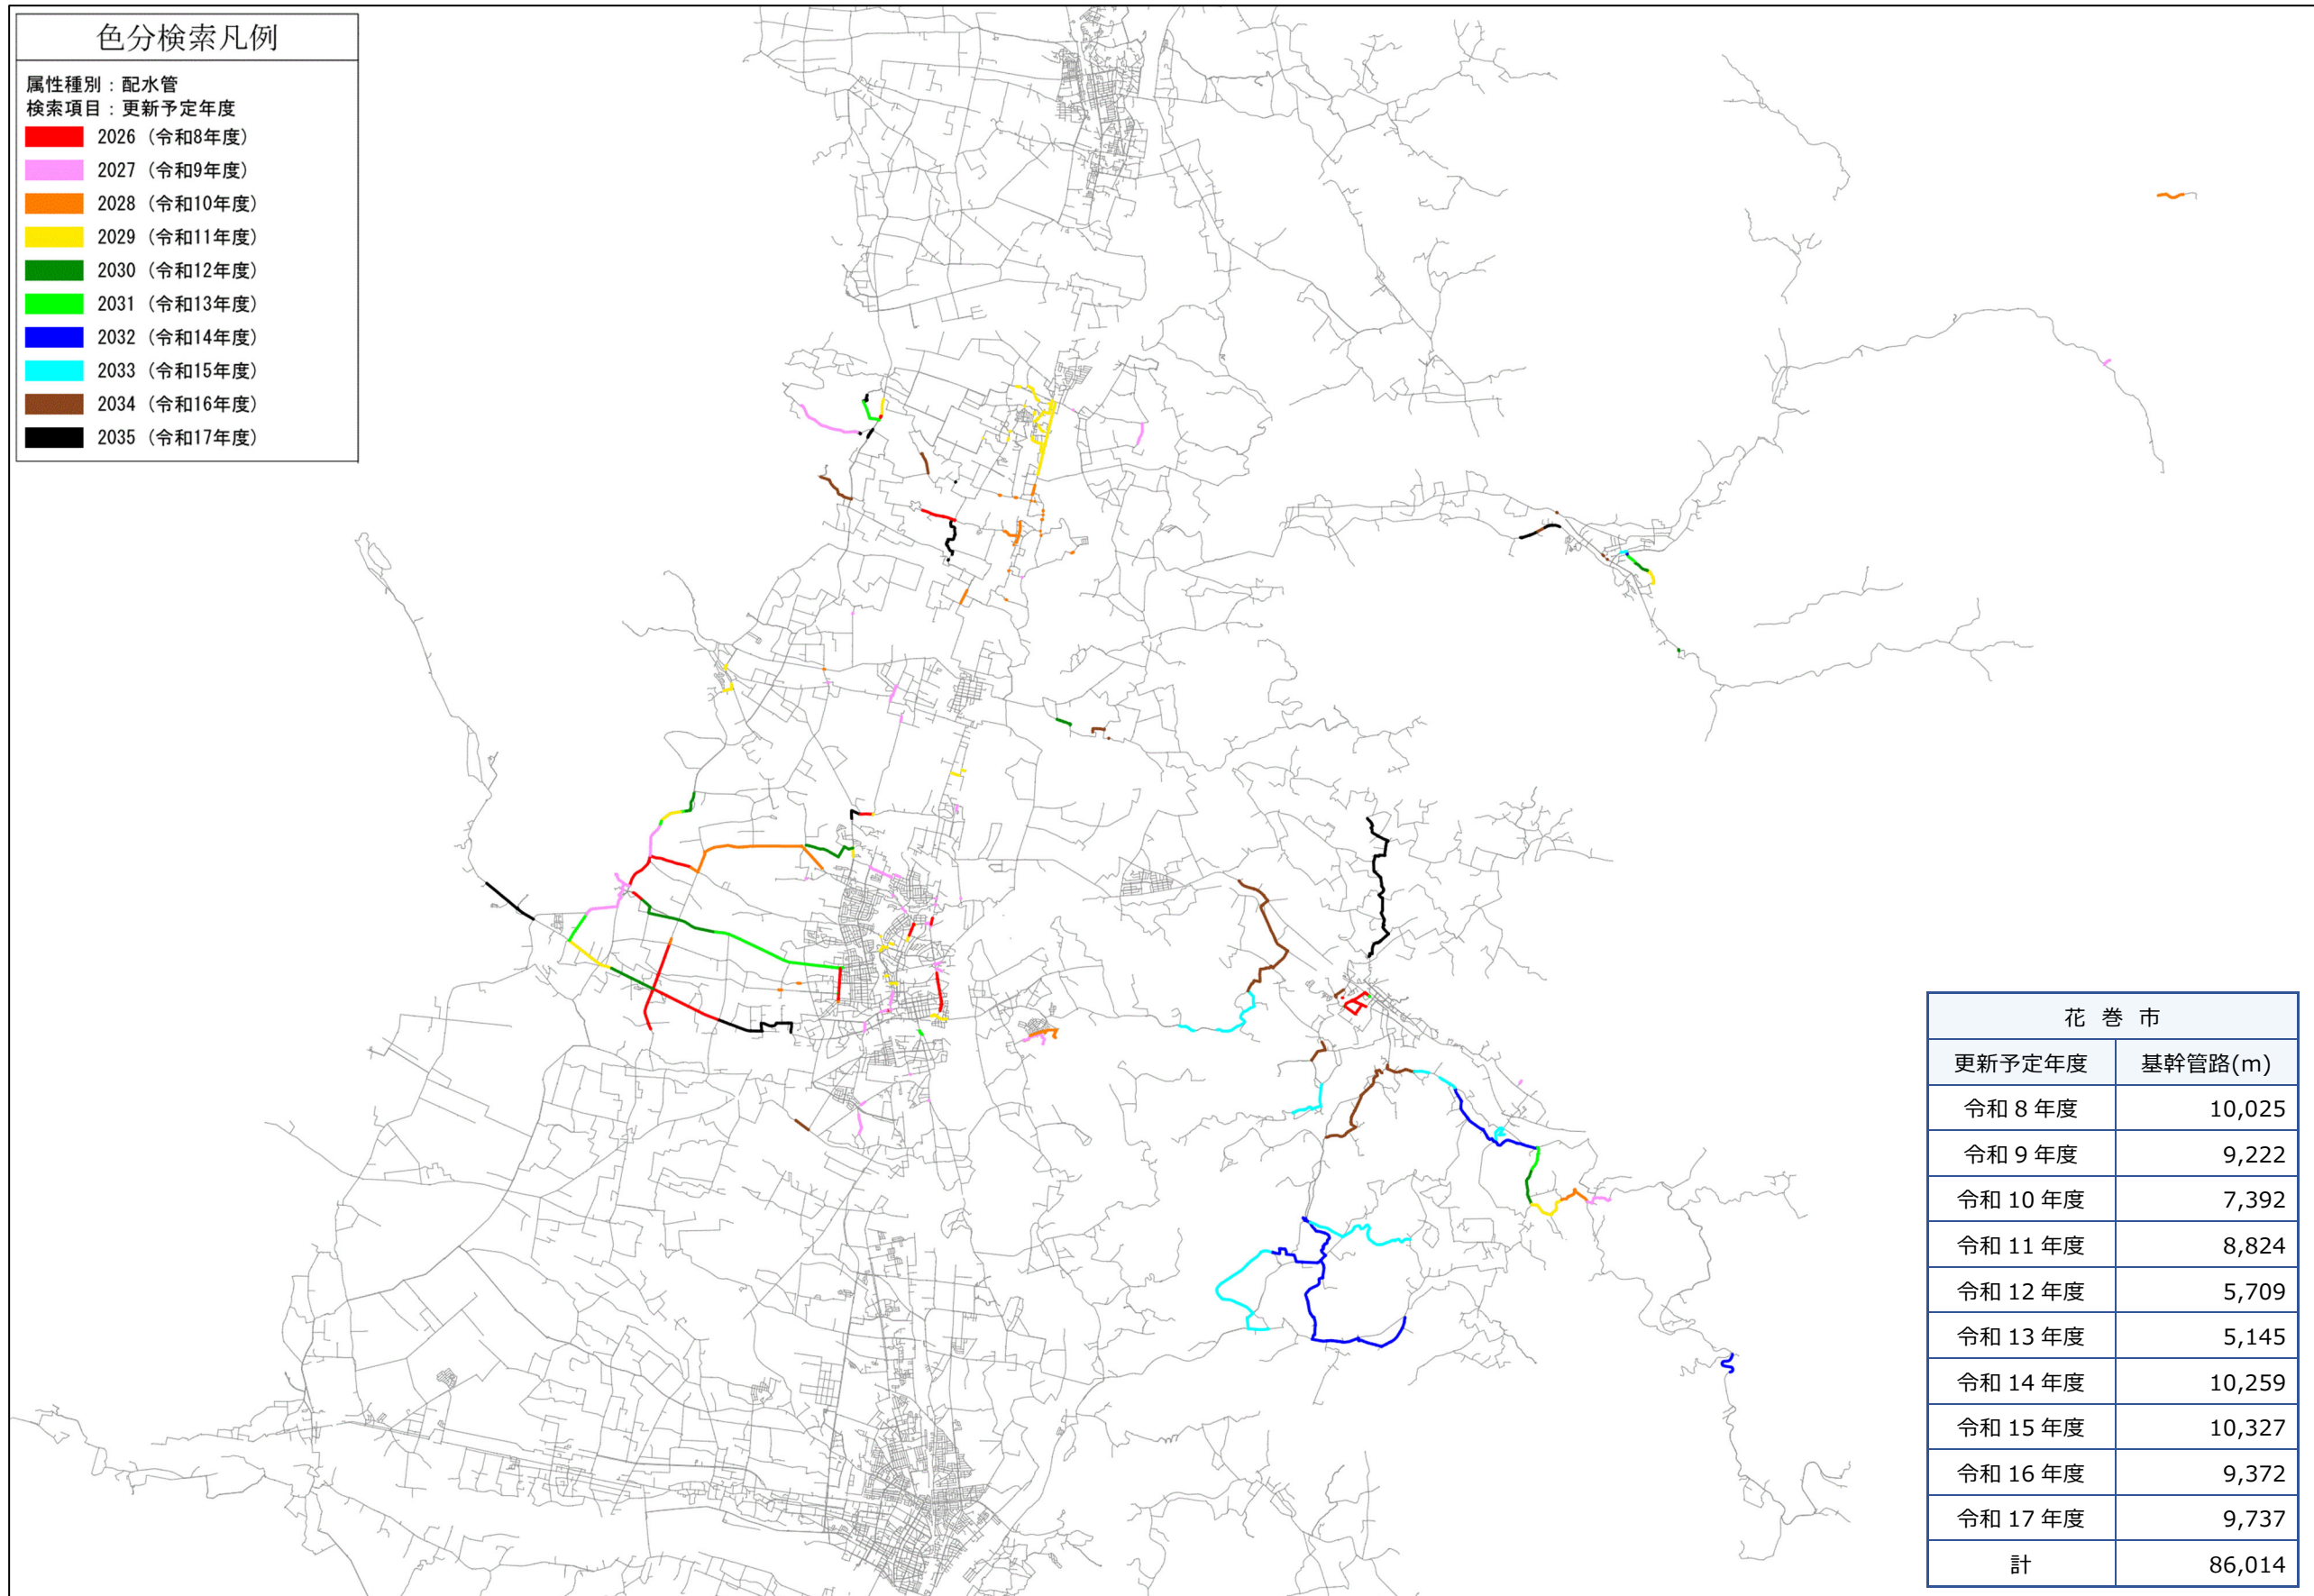 色分検索凡例
属性種別：配水管
検索項目：更新予定年度
2026（令和8年度）
2027（令和9年度）
2028（令和10年度）
2029（令和11年度）
2030（令和12年度）
2031（令和13年度）
2032（令和14年度）
2033（令和15年度）
2034（令和16年度）
2035（令和17年度）
花 巻 市
更新予定年度 基幹管路(m)
令和 8 年度 10,025
令和 9 年度 9,222
令和 10 年度 7,392
令和 11 年度 8,824
令和 12 年度 5,709
令和 13 年度 5,145
令和 14 年度 10,259
令和 15 年度 10,327
令和 16 年度 9,372
令和 17 年度 9,737
計 86,014